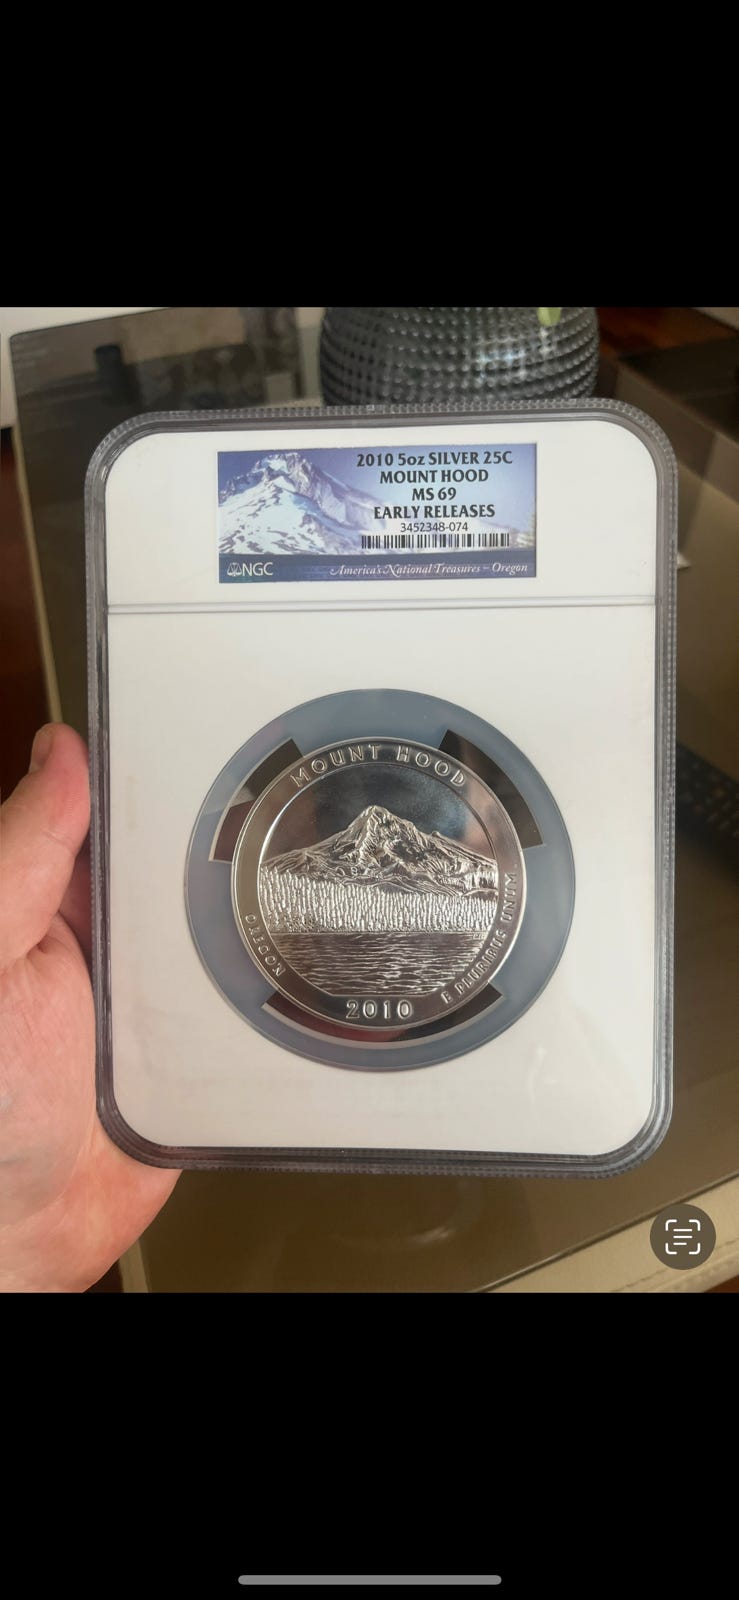 2010 5oz SILVER 25C
MOUNT HOOD
MS 69
EARLY RELEASES
3452348-074
NGC
America's National Treasures - Oregon
MOUNT HOOD
OREGON
2010
E PLURIBUS UNUM